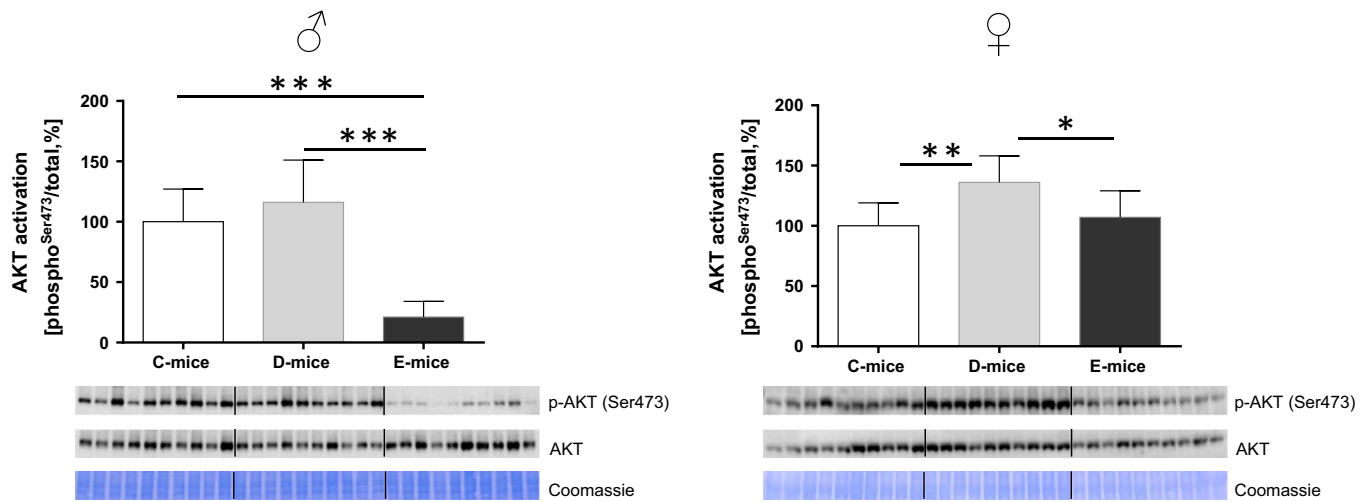 ♂
***
***
200
150
100
50
0
AKT activation
[phospho^Ser473/total,%]
C-mice D-mice E-mice
p-AKT (Ser473)
AKT
Coomassie
♀
*
**
200
150
100
50
0
AKT activation
[phospho^Ser473/total,%]
C-mice D-mice E-mice
p-AKT (Ser473)
AKT
Coomassie